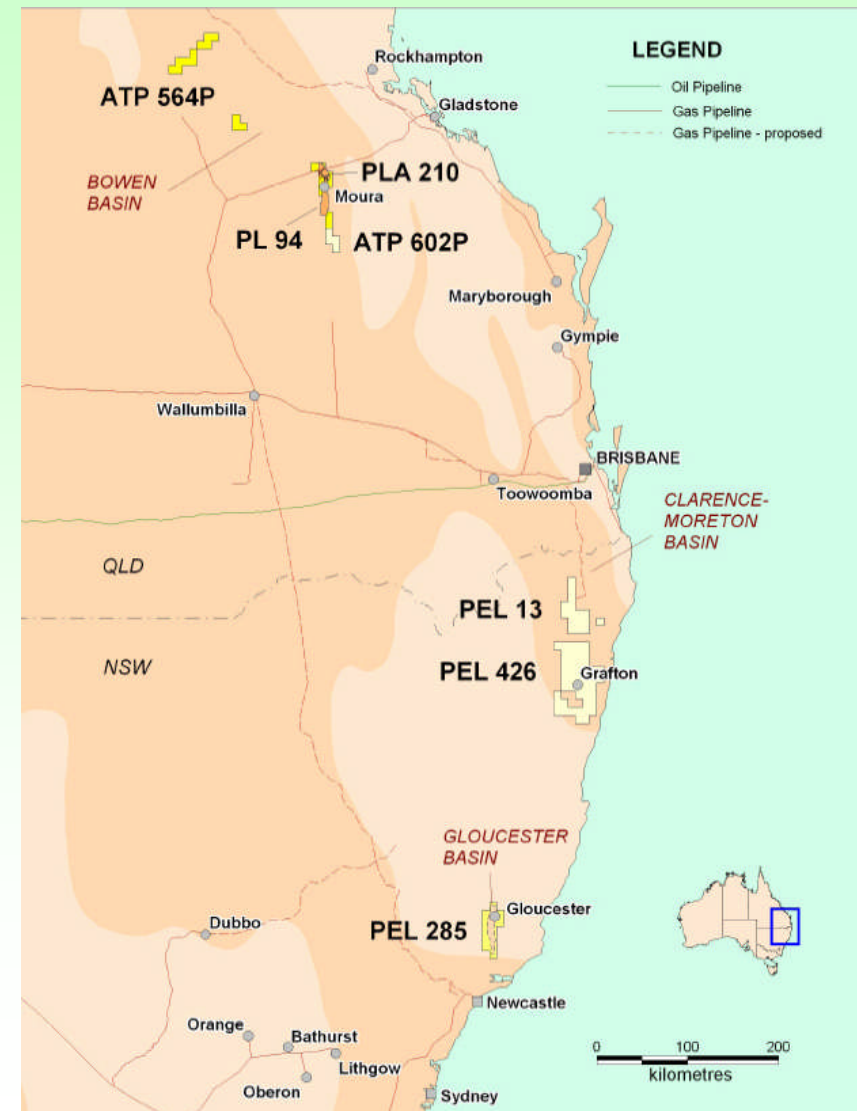 LEGEND
Oil Pipeline
Gas Pipeline
Gas Pipeline - proposed
Rockhampton
ATP 564P
Gladstone
BOWEN
BASIN
PLA 210
Moura
PL 94
ATP 602P
Maryborough
Gympie
Wallumbilla
BRISBANE
Toowoomba
CLARENCE-
MORETON
BASIN
QLD
PEL 13
NSW
PEL 426
Grafton
GLOUCESTER
BASIN
Gloucester
PEL 285
Dubbo
Newcastle
Orange
Bathurst
Lithgow
Oberon
Sydney
0 100 200
kilometres